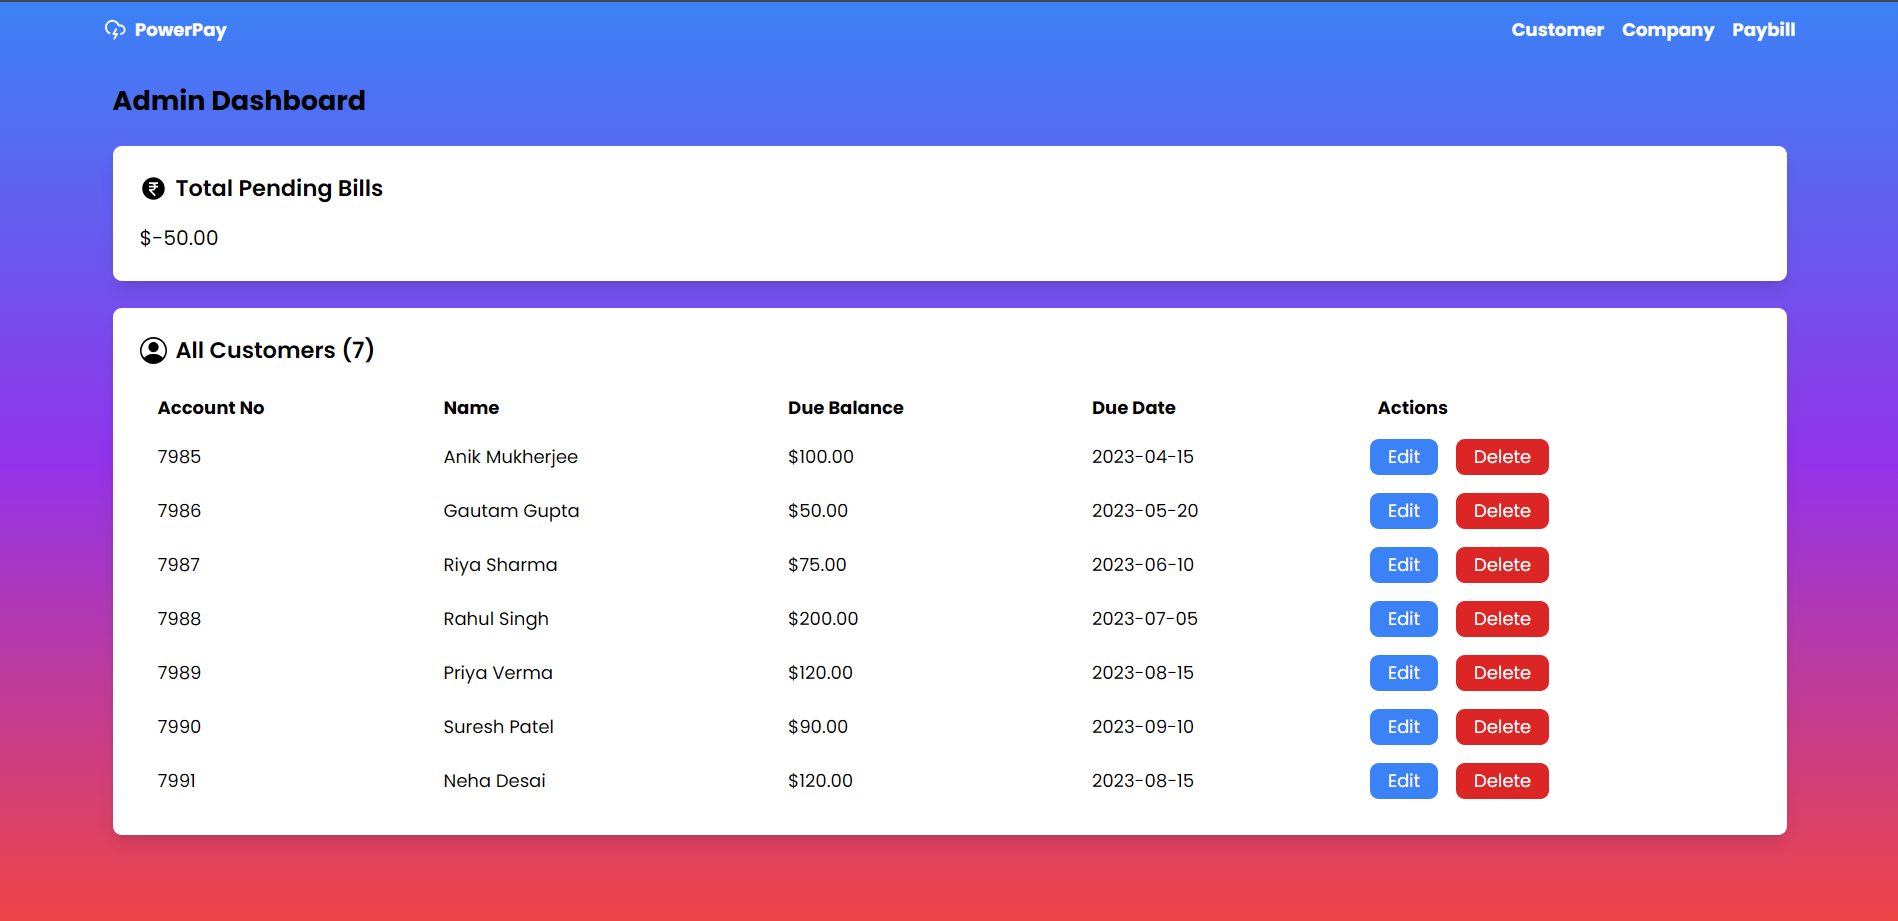 PowerPay Customer Company Paybill
Admin Dashboard
₹ Total Pending Bills
$-50.00
All Customers (7)
Account No Name Due Balance Due Date Actions
7985 Anik Mukherjee $100.00 2023-04-15 Edit Delete
7986 Gautam Gupta $50.00 2023-05-20 Edit Delete
7987 Riya Sharma $75.00 2023-06-10 Edit Delete
7988 Rahul Singh $200.00 2023-07-05 Edit Delete
7989 Priya Verma $120.00 2023-08-15 Edit Delete
7990 Suresh Patel $90.00 2023-09-10 Edit Delete
7991 Neha Desai $120.00 2023-08-15 Edit Delete